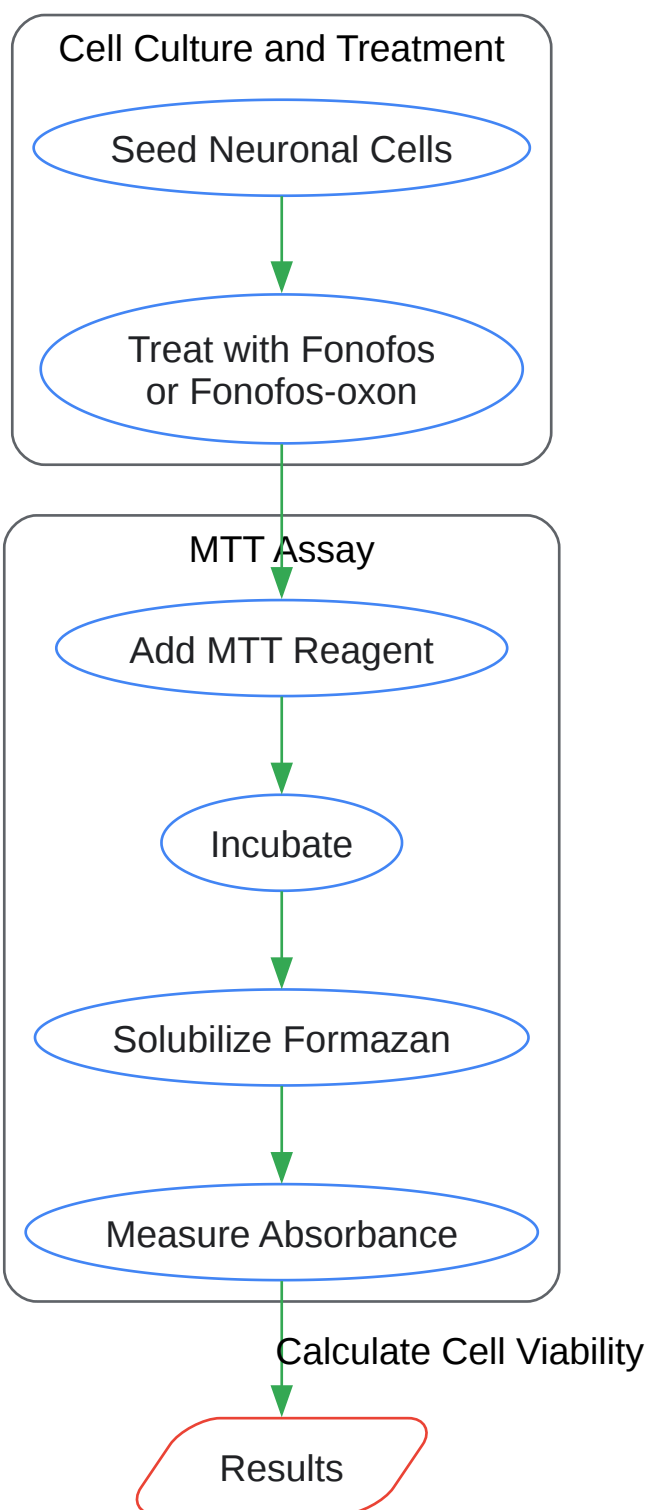 Cell Culture and Treatment
Seed Neuronal Cells
Treat with Fonofos
or Fonofos-oxon
MTT Assay
Add MTT Reagent
Incubate
Solubilize Formazan
Measure Absorbance
Calculate Cell Viability
Results